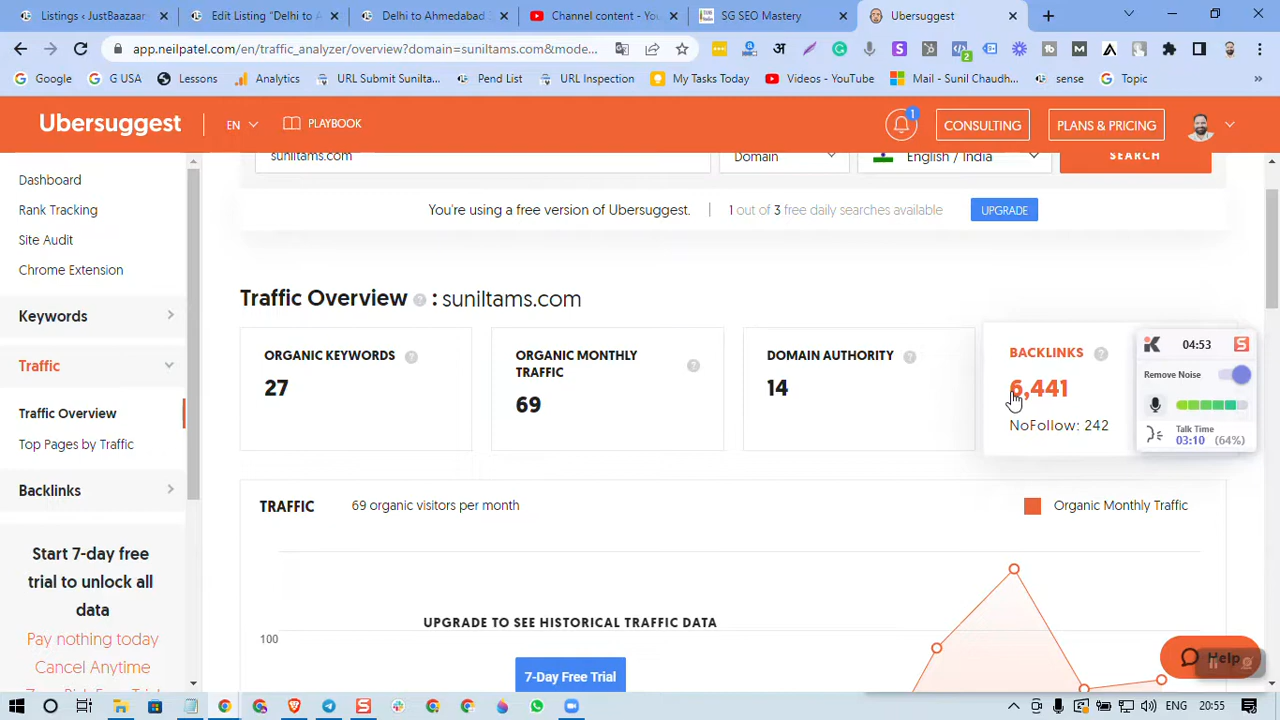 Listings ‹ JustBaazaar
Edit Listing "Delhi to A
Delhi to Ahmedabad
Channel content - You
SG SEO Mastery
Ubersuggest
app.neilpatel.com/en/traffic_analyzer/overview?domain=suniltams.com&mode...
Google
G USA
Lessons
Analytics
URL Submit Sunilta...
Pend List
URL Inspection
My Tasks Today
Videos - YouTube
Mail - Sunil Chaudh...
sense
Topic
Ubersuggest
EN
PLAYBOOK
1
CONSULTING
PLANS & PRICING
suniltams.com
Domain
English / India
SEARCH
You're using a free version of Ubersuggest.
1 out of 3 free daily searches available
UPGRADE
Dashboard
Rank Tracking
Site Audit
Chrome Extension
Keywords
Traffic
Traffic Overview
Top Pages by Traffic
Backlinks
Start 7-day free
trial to unlock all
data
Pay nothing today
Cancel Anytime
Traffic Overview ? : suniltams.com
ORGANIC KEYWORDS ?
27
ORGANIC MONTHLY
TRAFFIC ?
69
DOMAIN AUTHORITY ?
14
BACKLINKS ?
6,441
NoFollow: 242
04:53
Remove Noise
Talk Time
03:10 (64%)
TRAFFIC
69 organic visitors per month
Organic Monthly Traffic
UPGRADE TO SEE HISTORICAL TRAFFIC DATA
100
7-Day Free Trial
Help
ENG
20:55